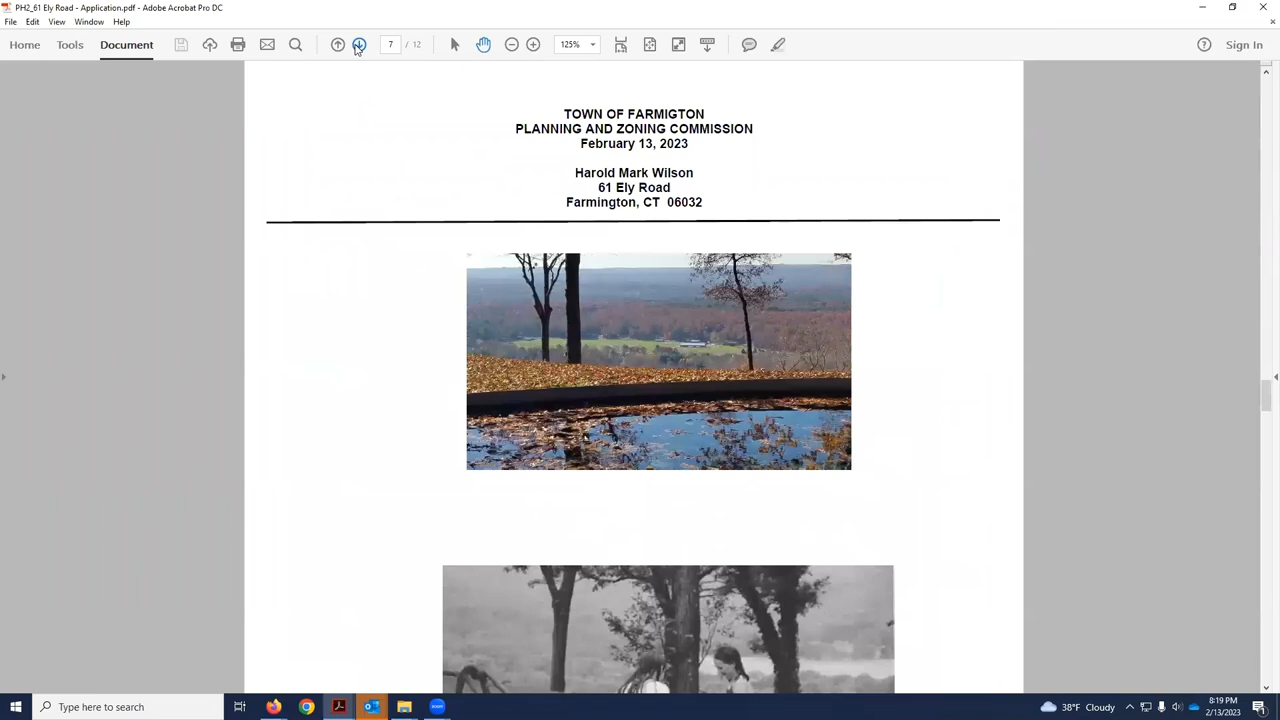 PH2_61 Ely Road - Application.pdf - Adobe Acrobat Pro DC
File Edit View Window Help
Home Tools Document 7 / 12 125% Sign In
TOWN OF FARMIGTON
PLANNING AND ZONING COMMISSION
February 13, 2023
Harold Mark Wilson
61 Ely Road
Farmington, CT 06032
Type here to search
38°F Cloudy
8:19 PM
2/13/2023